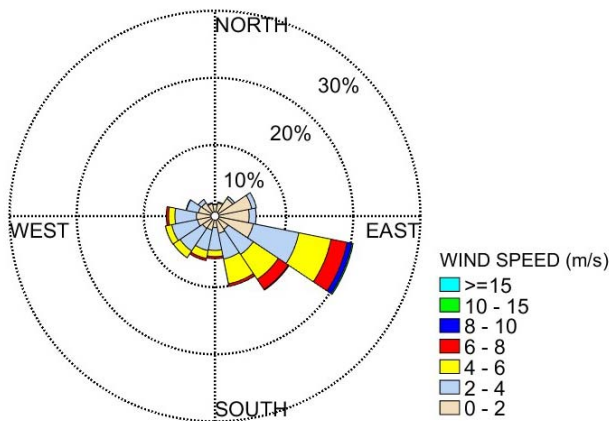 NORTH
30%
20%
10%
WEST
EAST
SOUTH
WIND SPEED (m/s)
>=15
10 - 15
8 - 10
6 - 8
4 - 6
2 - 4
0 - 2